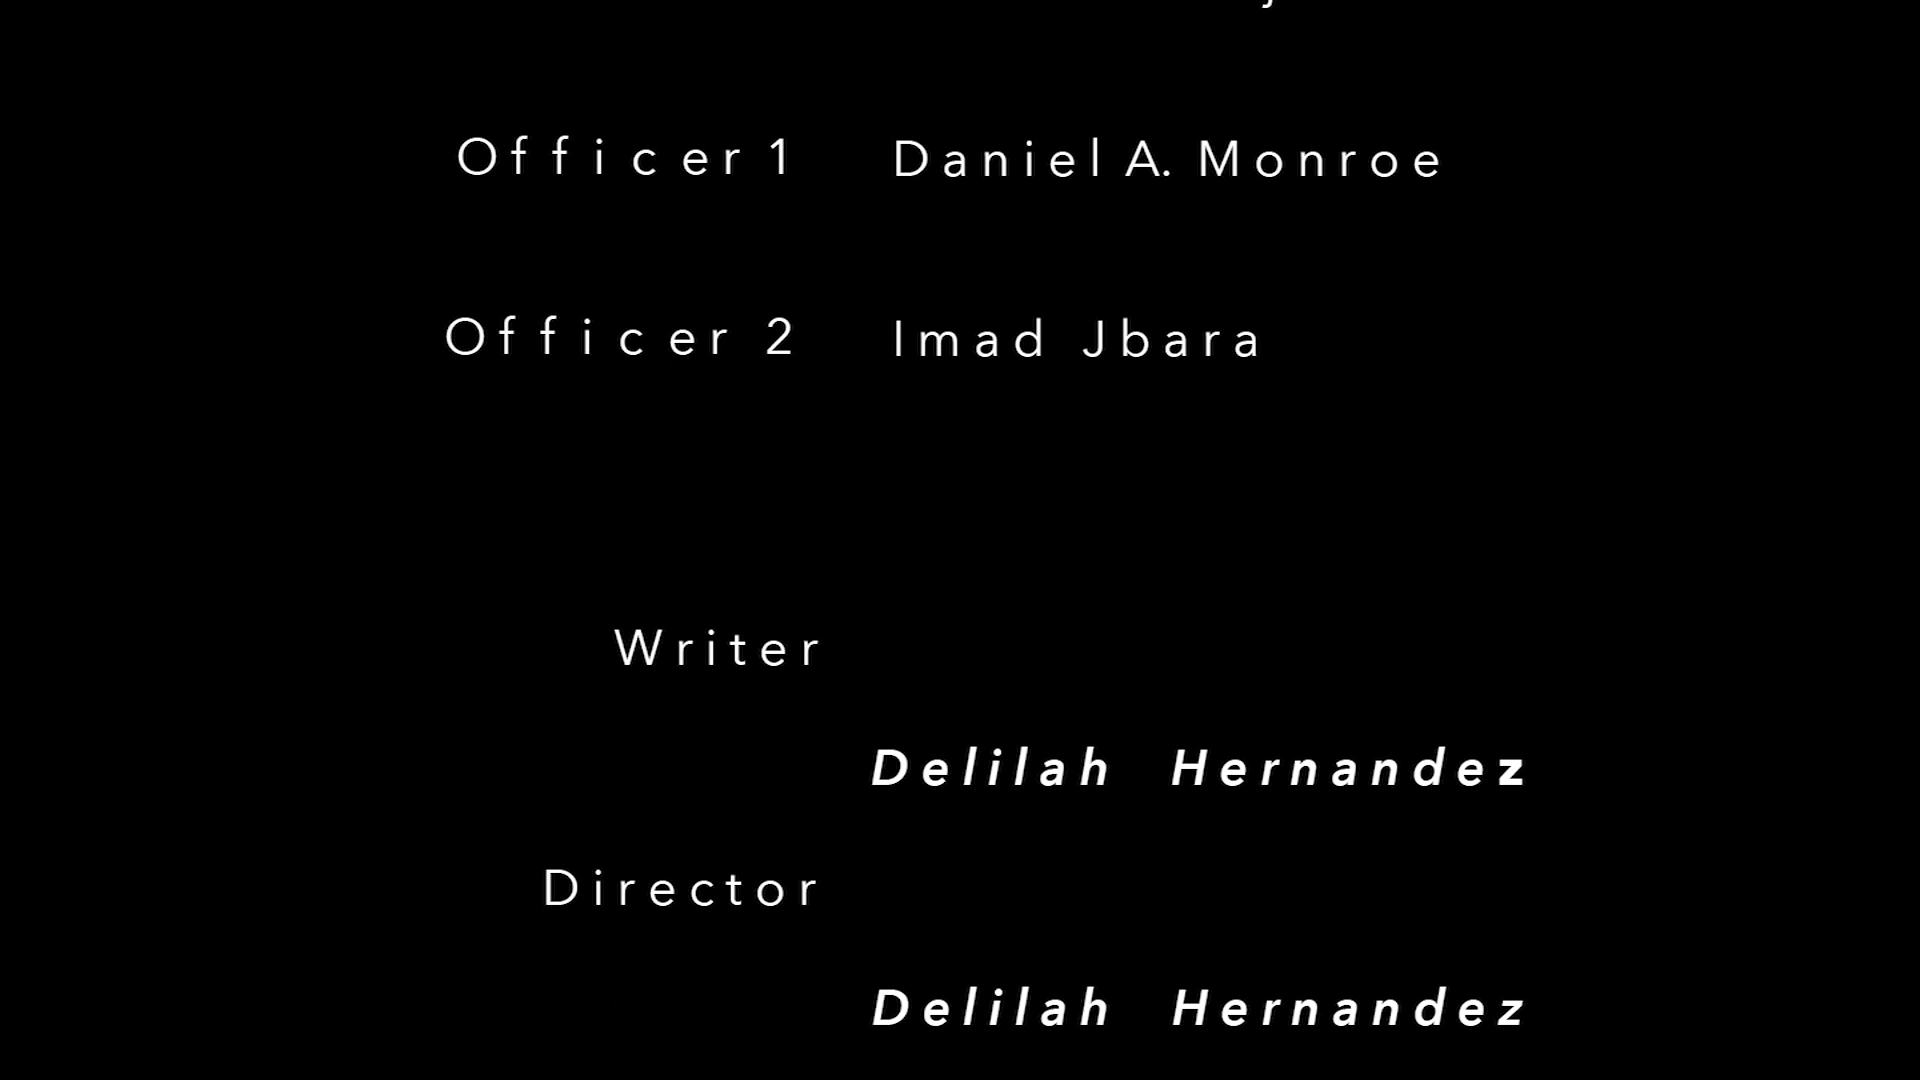 Officer 1 Daniel A. Monroe
Officer 2 Imad Jbara
Writer
Delilah Hernandez
Director
Delilah Hernandez